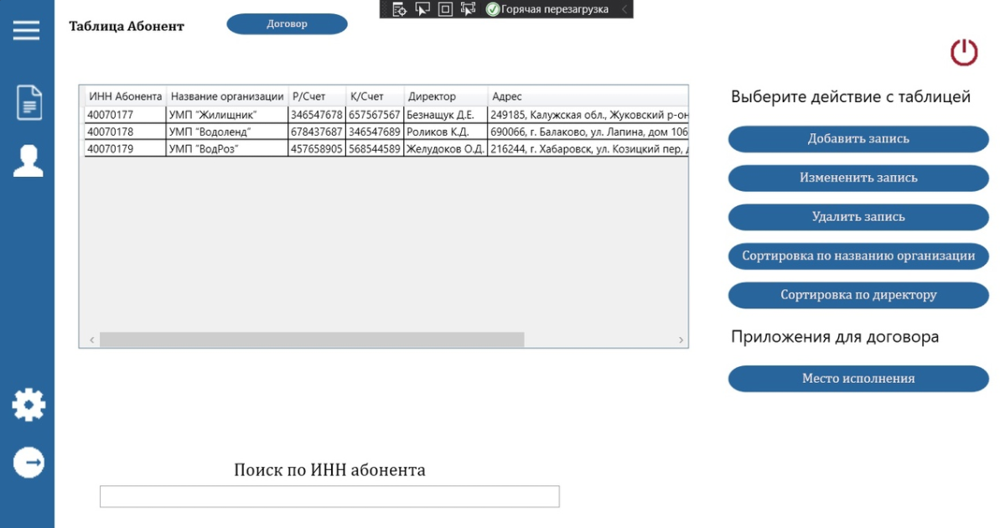 Горячая перезагрузка
Таблица Абонент
Договор
ИНН Абонента Название организации Р/Счет К/Счет Директор Адрес
40070177 УМП "Жилищник" 346547678 657567567 Безнащук Д.Е. 249185, Калужская обл., Жуковский р-он
40070178 УМП "Водоленд" 678437687 346547689 Роликов К.Д. 690066, г. Балаково, ул. Лапина, дом 106
40070179 УМП "ВодРоз" 457658905 568544589 Желудоков О.Д. 216244, г. Хабаровск, ул. Козицкий пер,
Выберите действие с таблицей
Добавить запись
Измененить запись
Удалить запись
Сортировка по названию организации
Сортировка по директору
Приложения для договора
Место исполнения
Поиск по ИНН абонента